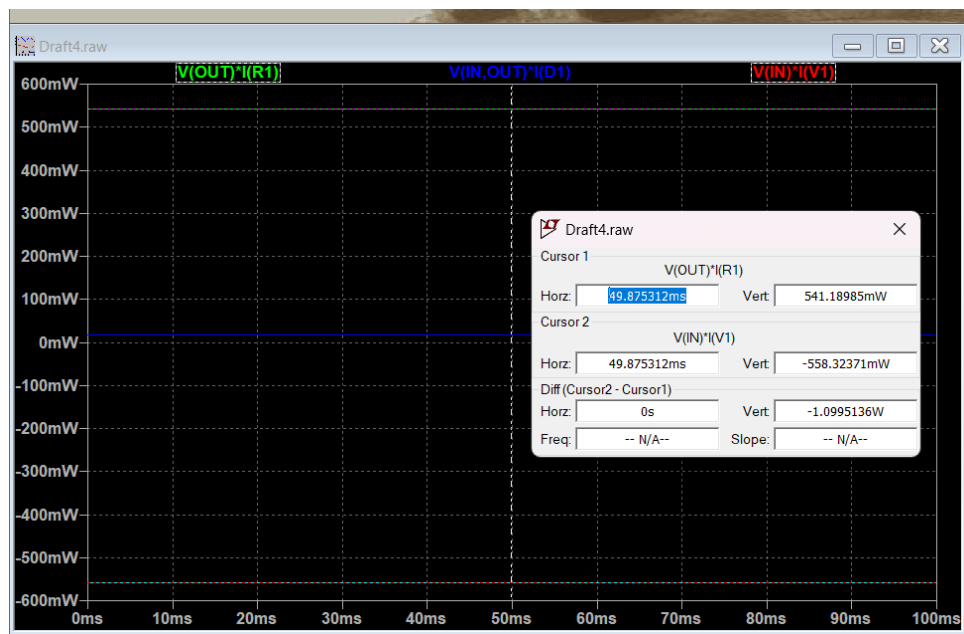 Draft4.raw
V(OUT)*I(R1) V(IN,OUT)*I(D1) V(IN)*I(V1)
600mW
500mW
400mW
300mW
200mW
100mW
0mW
-100mW
-200mW
-300mW
-400mW
-500mW
-600mW
0ms 10ms 20ms 30ms 40ms 50ms 60ms 70ms 80ms 90ms 100ms
Draft4.raw
Cursor 1
V(OUT)*I(R1)
Horz: 49.875312ms Vert: 541.18985mW
Cursor 2
V(IN)*I(V1)
Horz: 49.875312ms Vert: -558.32371mW
Diff (Cursor2 - Cursor1)
Horz: 0s Vert: -1.0995136W
Freq: -- N/A-- Slope: -- N/A--